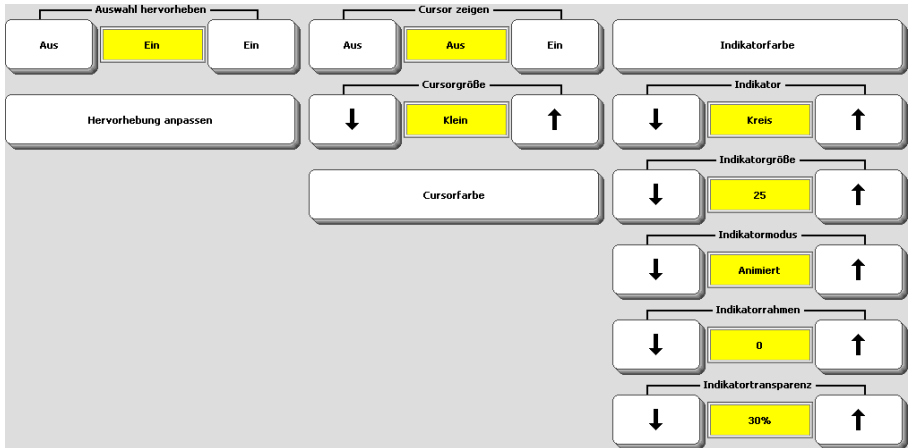 Auswahl hervorheben
Aus Ein Ein
Cursor zeigen
Aus Aus Ein
Indikatorfarbe
Hervorhebung anpassen
Cursorgröße
Klein
Indikator
Kreis
Cursorfarbe
Indikatorgröße
25
Indikatormodus
Animiert
Indikatorrahmen
0
Indikatortransparenz
30%